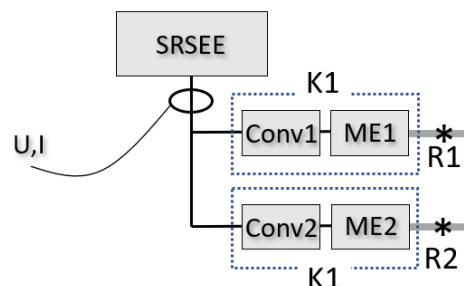 SRSEE
K1
U,I
Conv1
ME1
R1
Conv2
ME2
R2
K1